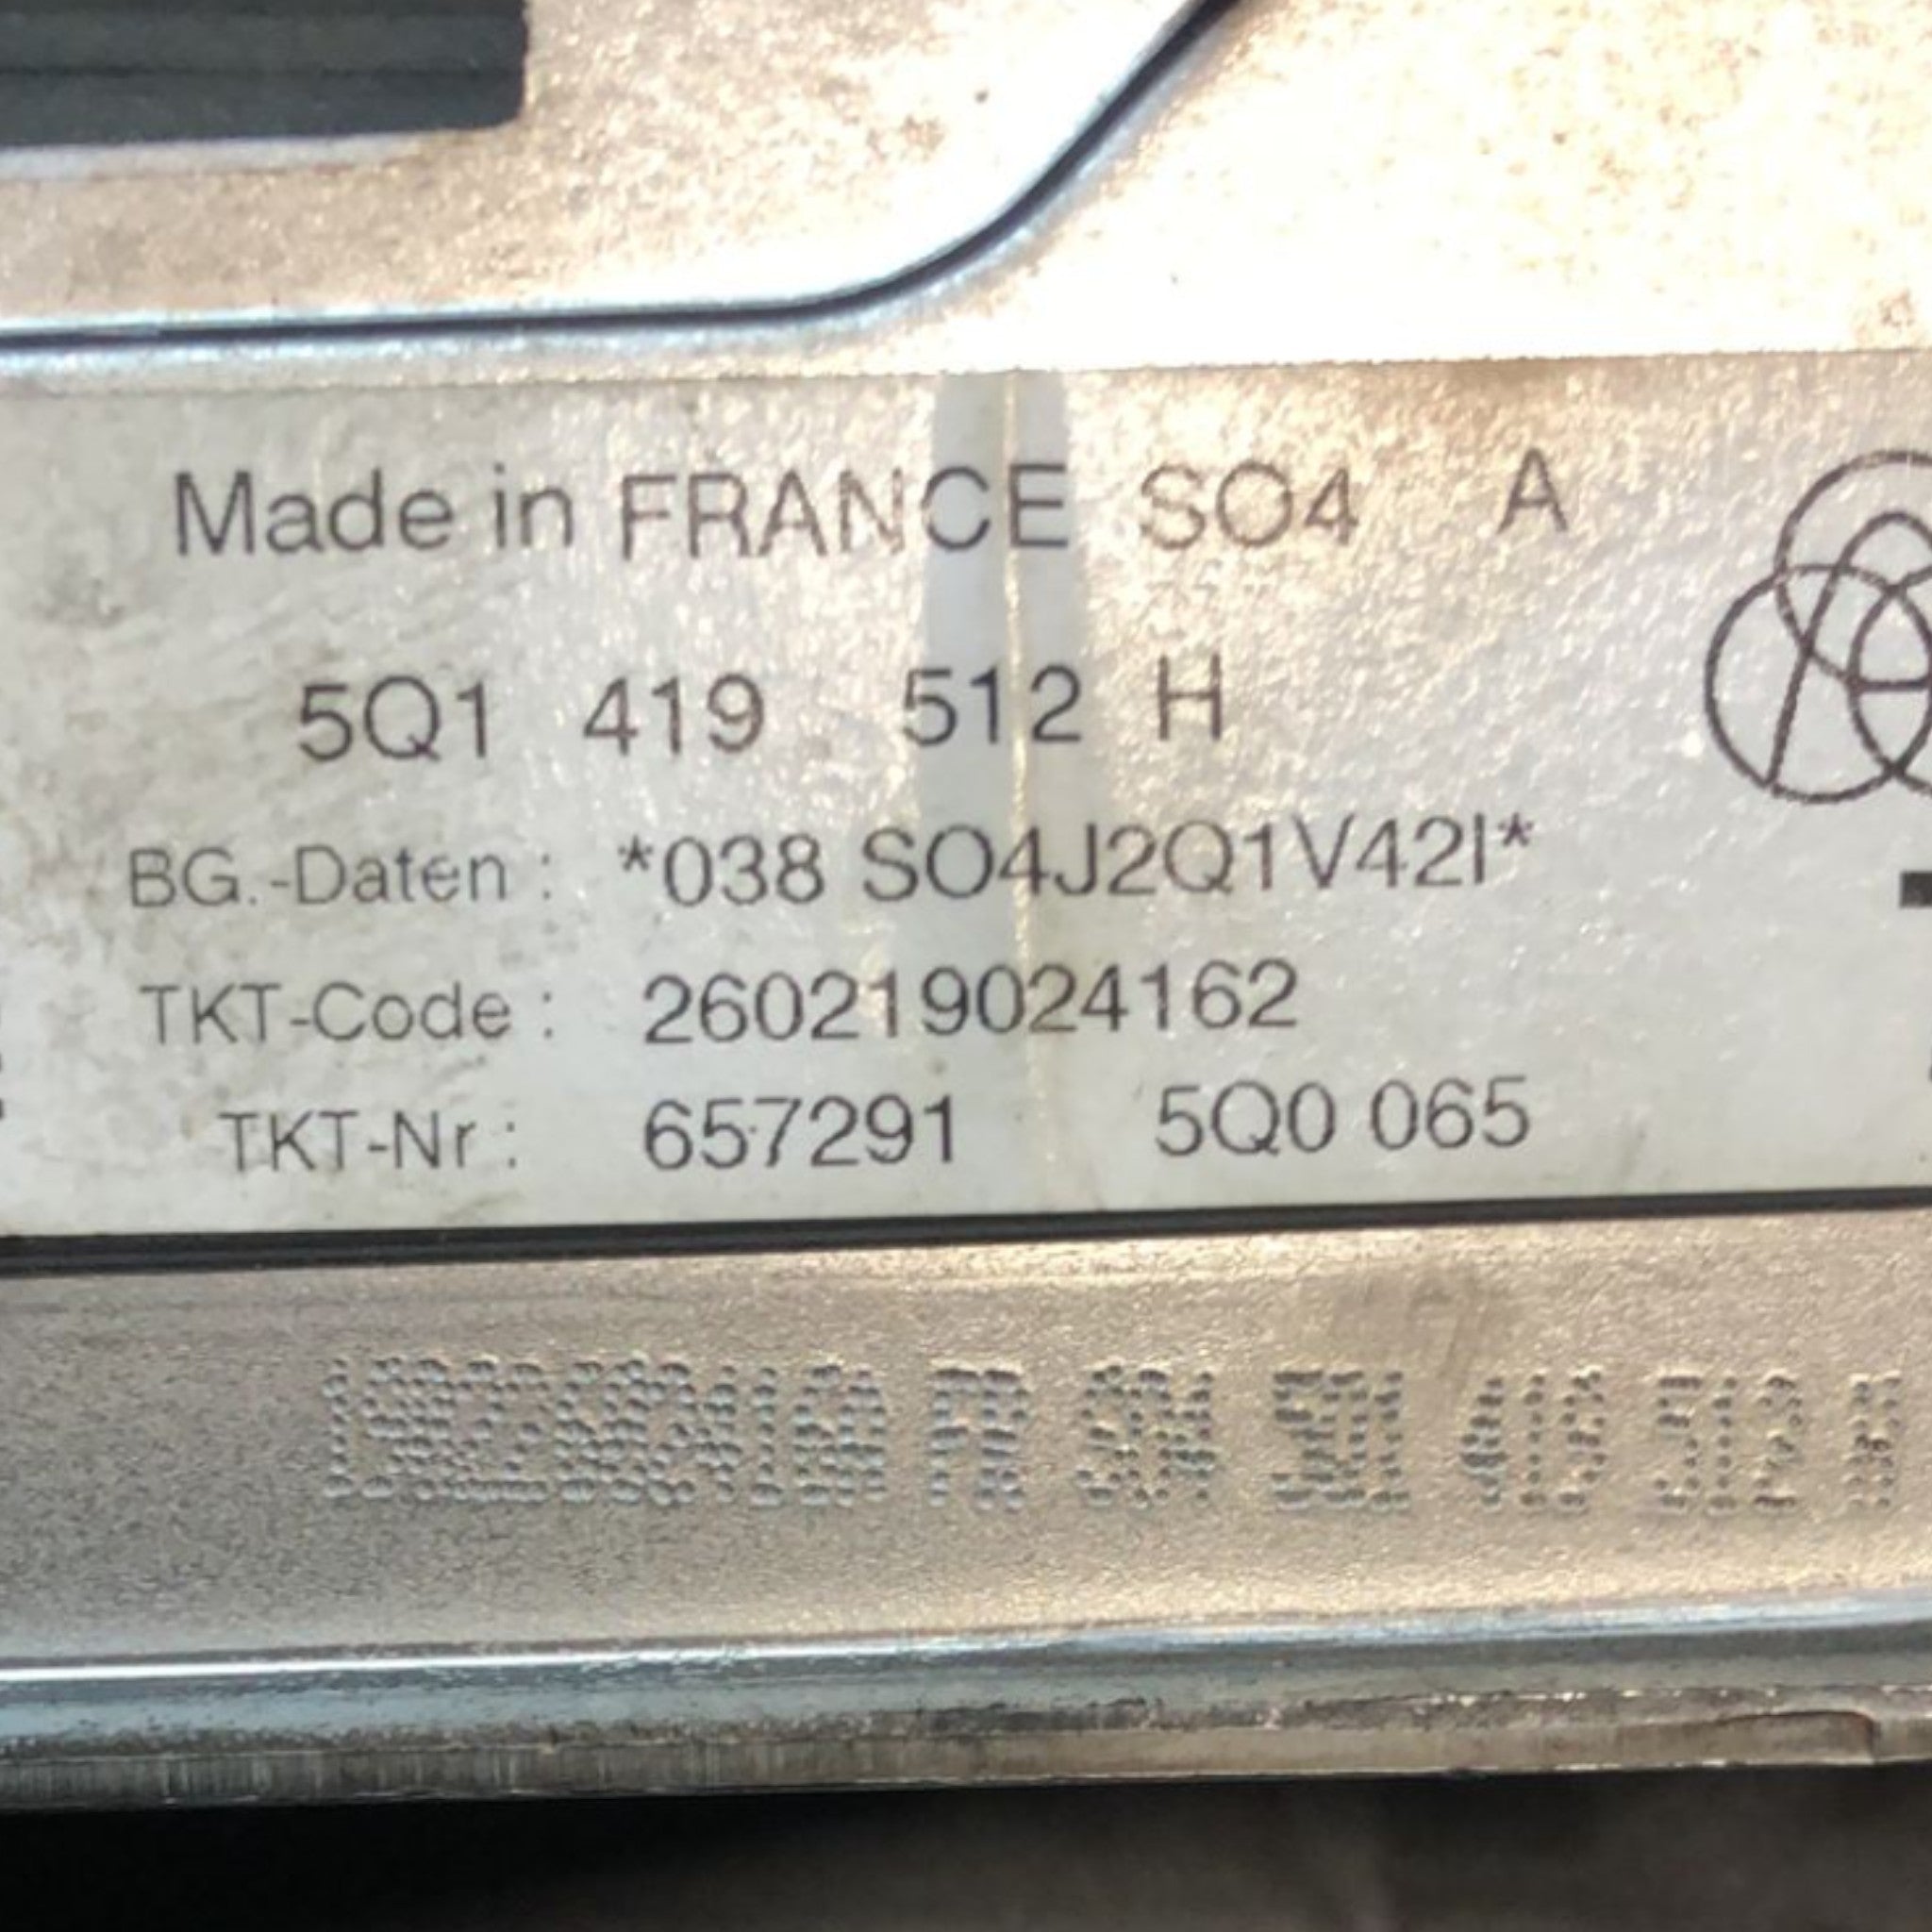 Made in FRANCE SO4 A
5Q1 419 512 H
BG.-Daten : *038 SO4J2Q1V42I*
TKT-Code : 260219024162
TKT-Nr : 657291 5Q0 065